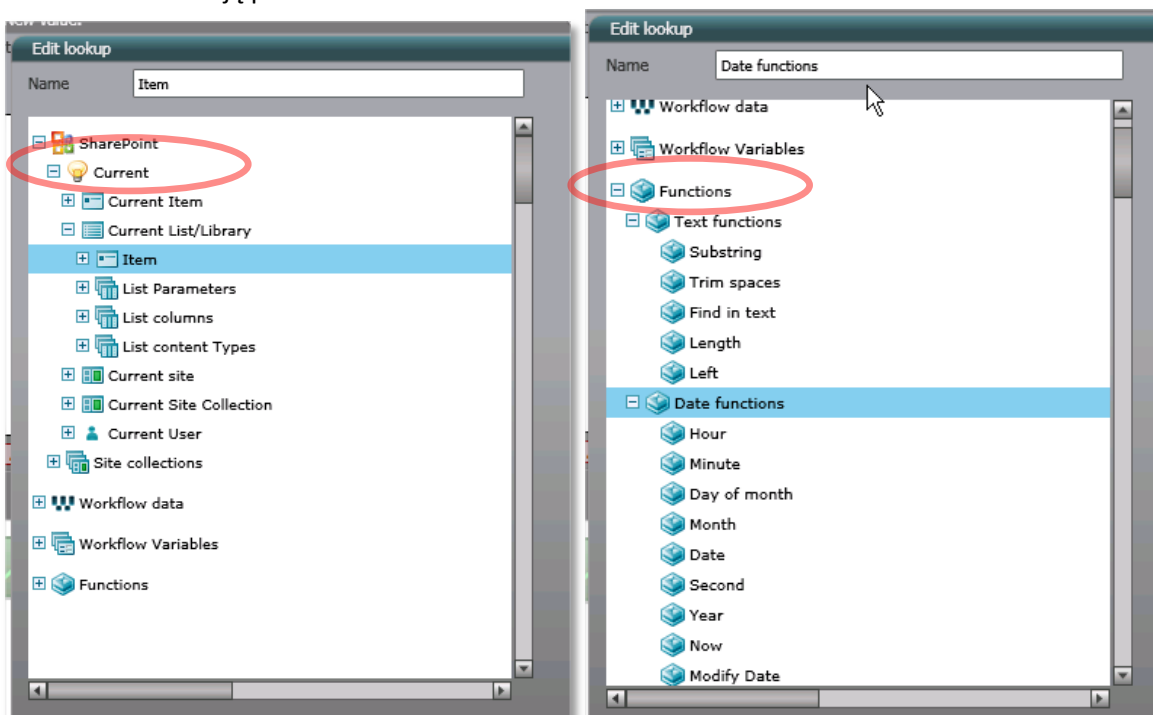 Edit lookup
Name Item
SharePoint
Current
Current Item
Current List/Library
Item
List Parameters
List columns
List content Types
Current site
Current Site Collection
Current User
Site collections
Workflow data
Workflow Variables
Functions
Edit lookup
Name Date functions
Workflow data
Workflow Variables
Functions
Text functions
Substring
Trim spaces
Find in text
Length
Left
Date functions
Hour
Minute
Day of month
Month
Date
Second
Year
Now
Modify Date